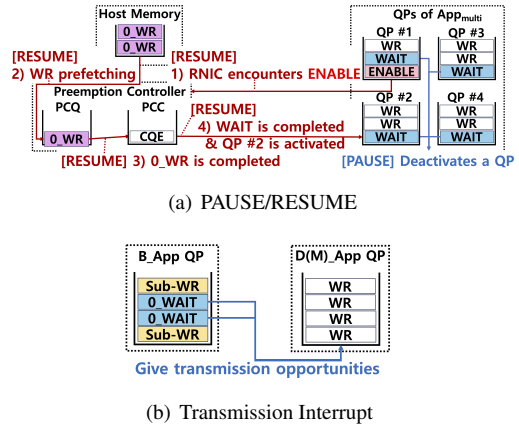 Host Memory
0_WR
0_WR
[RESUME]
2) WR prefetching
[RESUME]
1) RNIC encounters ENABLE
Preemption Controller
PCQ
PCC
0_WR
CQE
[RESUME]
4) WAIT is completed
& QP #2 is activated
[RESUME] 3) 0_WR is completed
QPs of Appmulti
QP #1
WR
WAIT
ENABLE
QP #3
WR
WR
WAIT
QP #2
WR
WR
WAIT
QP #4
WR
WR
WAIT
[PAUSE] Deactivates a QP
(a) PAUSE/RESUME
B_App QP
Sub-WR
0_WAIT
0_WAIT
Sub-WR
D(M)_App QP
WR
WR
WR
WR
Give transmission opportunities
(b) Transmission Interrupt